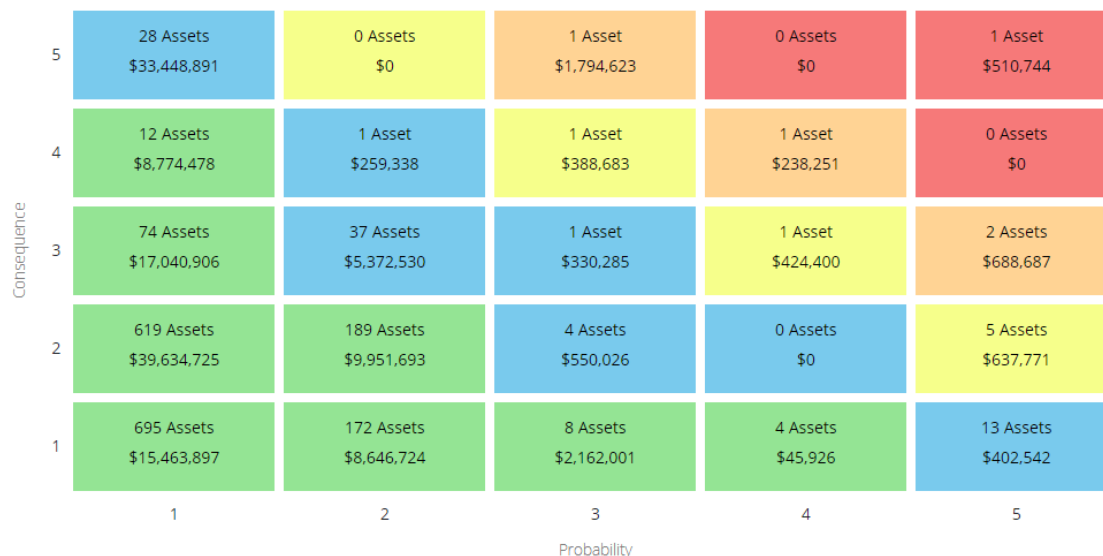 28 Assets
$33,448,891
0 Assets
$0
1 Asset
$1,794,623
0 Assets
$0
1 Asset
$510,744
5
12 Assets
$8,774,478
1 Asset
$259,338
1 Asset
$388,683
1 Asset
$238,251
0 Assets
$0
4
74 Assets
$17,040,906
37 Assets
$5,372,530
1 Asset
$330,285
1 Asset
$424,400
2 Assets
$688,687
3
Consequence
619 Assets
$39,634,725
189 Assets
$9,951,693
4 Assets
$550,026
0 Assets
$0
5 Assets
$637,771
2
695 Assets
$15,463,897
172 Assets
$8,646,724
8 Assets
$2,162,001
4 Assets
$45,926
13 Assets
$402,542
1
1 2 3 4 5
Probability